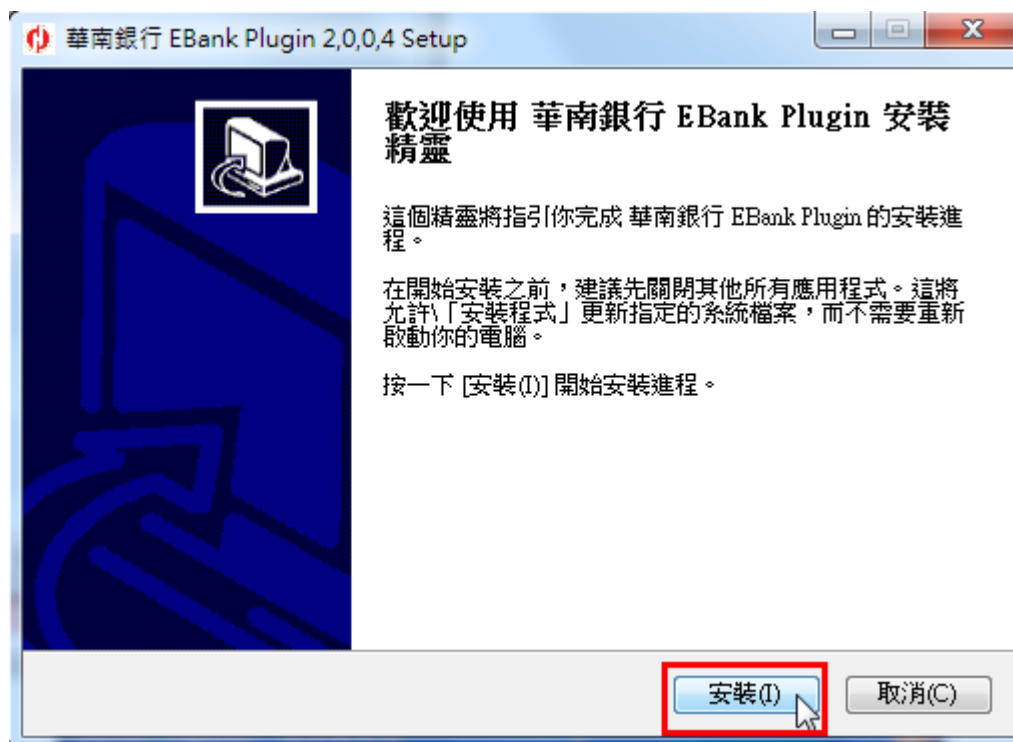 華南銀行 EBank Plugin 2,0,0,4 Setup
歡迎使用 華南銀行 EBank Plugin 安裝
精靈
這個精靈將指引你完成 華南銀行 EBank Plugin 的安裝進
程。
在開始安裝之前，建議先關閉其他所有應用程式。這將
允許\「安裝程式」更新指定的系統檔案，而不需要重新
啟動你的電腦。
按一下 [安裝(I)] 開始安裝進程。
安裝(I)
取消(C)